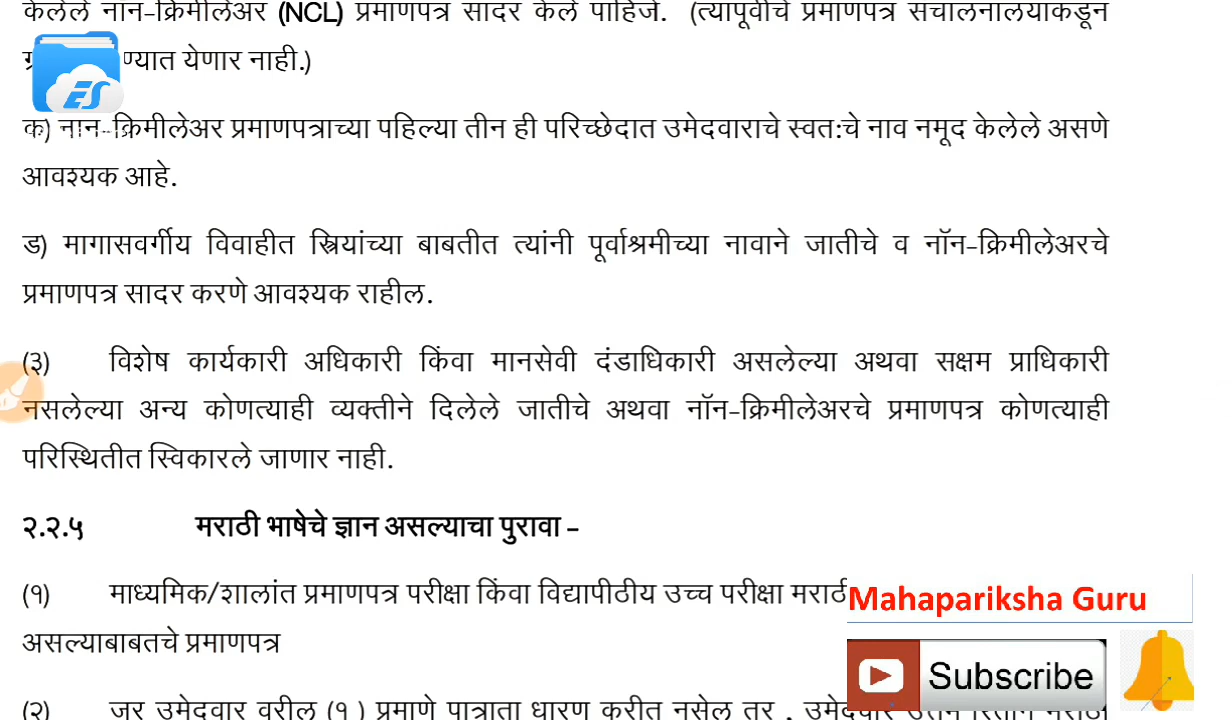 केलेले नॉन-क्रिमीलेअर (NCL) प्रमाणपत्र सादर केले पाहिजे. (त्यापूर्वीचे प्रमाणपत्र संचालनालयाकडून
ण्यात येणार नाही.)
क) नान-क्रिमीलेअर प्रमाणपत्राच्या पहिल्या तीन ही परिच्छेदात उमेदवाराचे स्वत:चे नाव नमूद केलेले असणे
आवश्यक आहे.
ड) मागासवर्गीय विवाहीत स्त्रियांच्या बाबतीत त्यांनी पूर्वाश्रमीच्या नावाने जातीचे व नॉन-क्रिमीलेअरचे
प्रमाणपत्र सादर करणे आवश्यक राहील.
(३) विशेष कार्यकारी अधिकारी किंवा मानसेवी दंडाधिकारी असलेल्या अथवा सक्षम प्राधिकारी
नसलेल्या अन्य कोणत्याही व्यक्तीने दिलेले जातीचे अथवा नॉन-क्रिमीलेअरचे प्रमाणपत्र कोणत्याही
परिस्थितीत स्विकारले जाणार नाही.
२.२.५ मराठी भाषेचे ज्ञान असल्याचा पुरावा –
(१) माध्यमिक/शालांत प्रमाणपत्र परीक्षा किंवा विद्यापीठीय उच्च परीक्षा
असल्याबाबतचे प्रमाणपत्र
(२) जर उमेदवार वरील (१ ) प्रमाणे पात्राता धारण करीत नसेल तर , उमेदवार
ES
Mahapariksha Guru
Subscribe